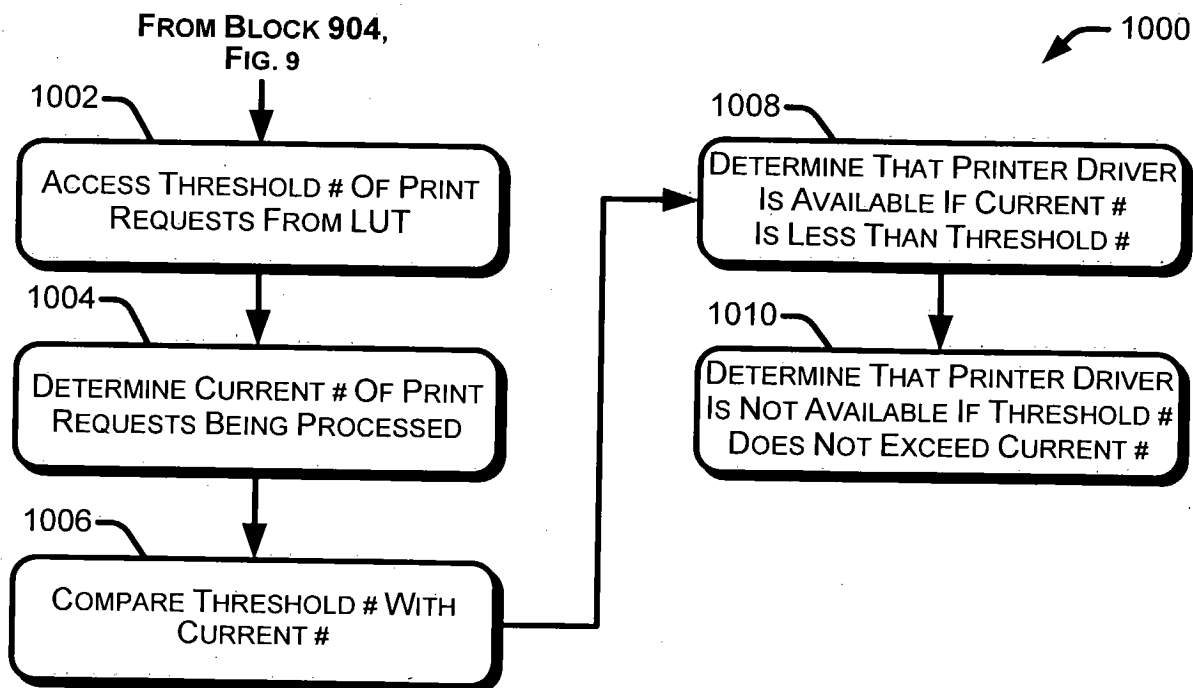 FROM BLOCK 904,
FIG. 9
1000
1002
ACCESS THRESHOLD # OF PRINT
REQUESTS FROM LUT
1004
DETERMINE CURRENT # OF PRINT
REQUESTS BEING PROCESSED
1006
COMPARE THRESHOLD # WITH
CURRENT #
1008
DETERMINE THAT PRINTER DRIVER
IS AVAILABLE IF CURRENT #
IS LESS THAN THRESHOLD #
1010
DETERMINE THAT PRINTER DRIVER
IS NOT AVAILABLE IF THRESHOLD #
DOES NOT EXCEED CURRENT #